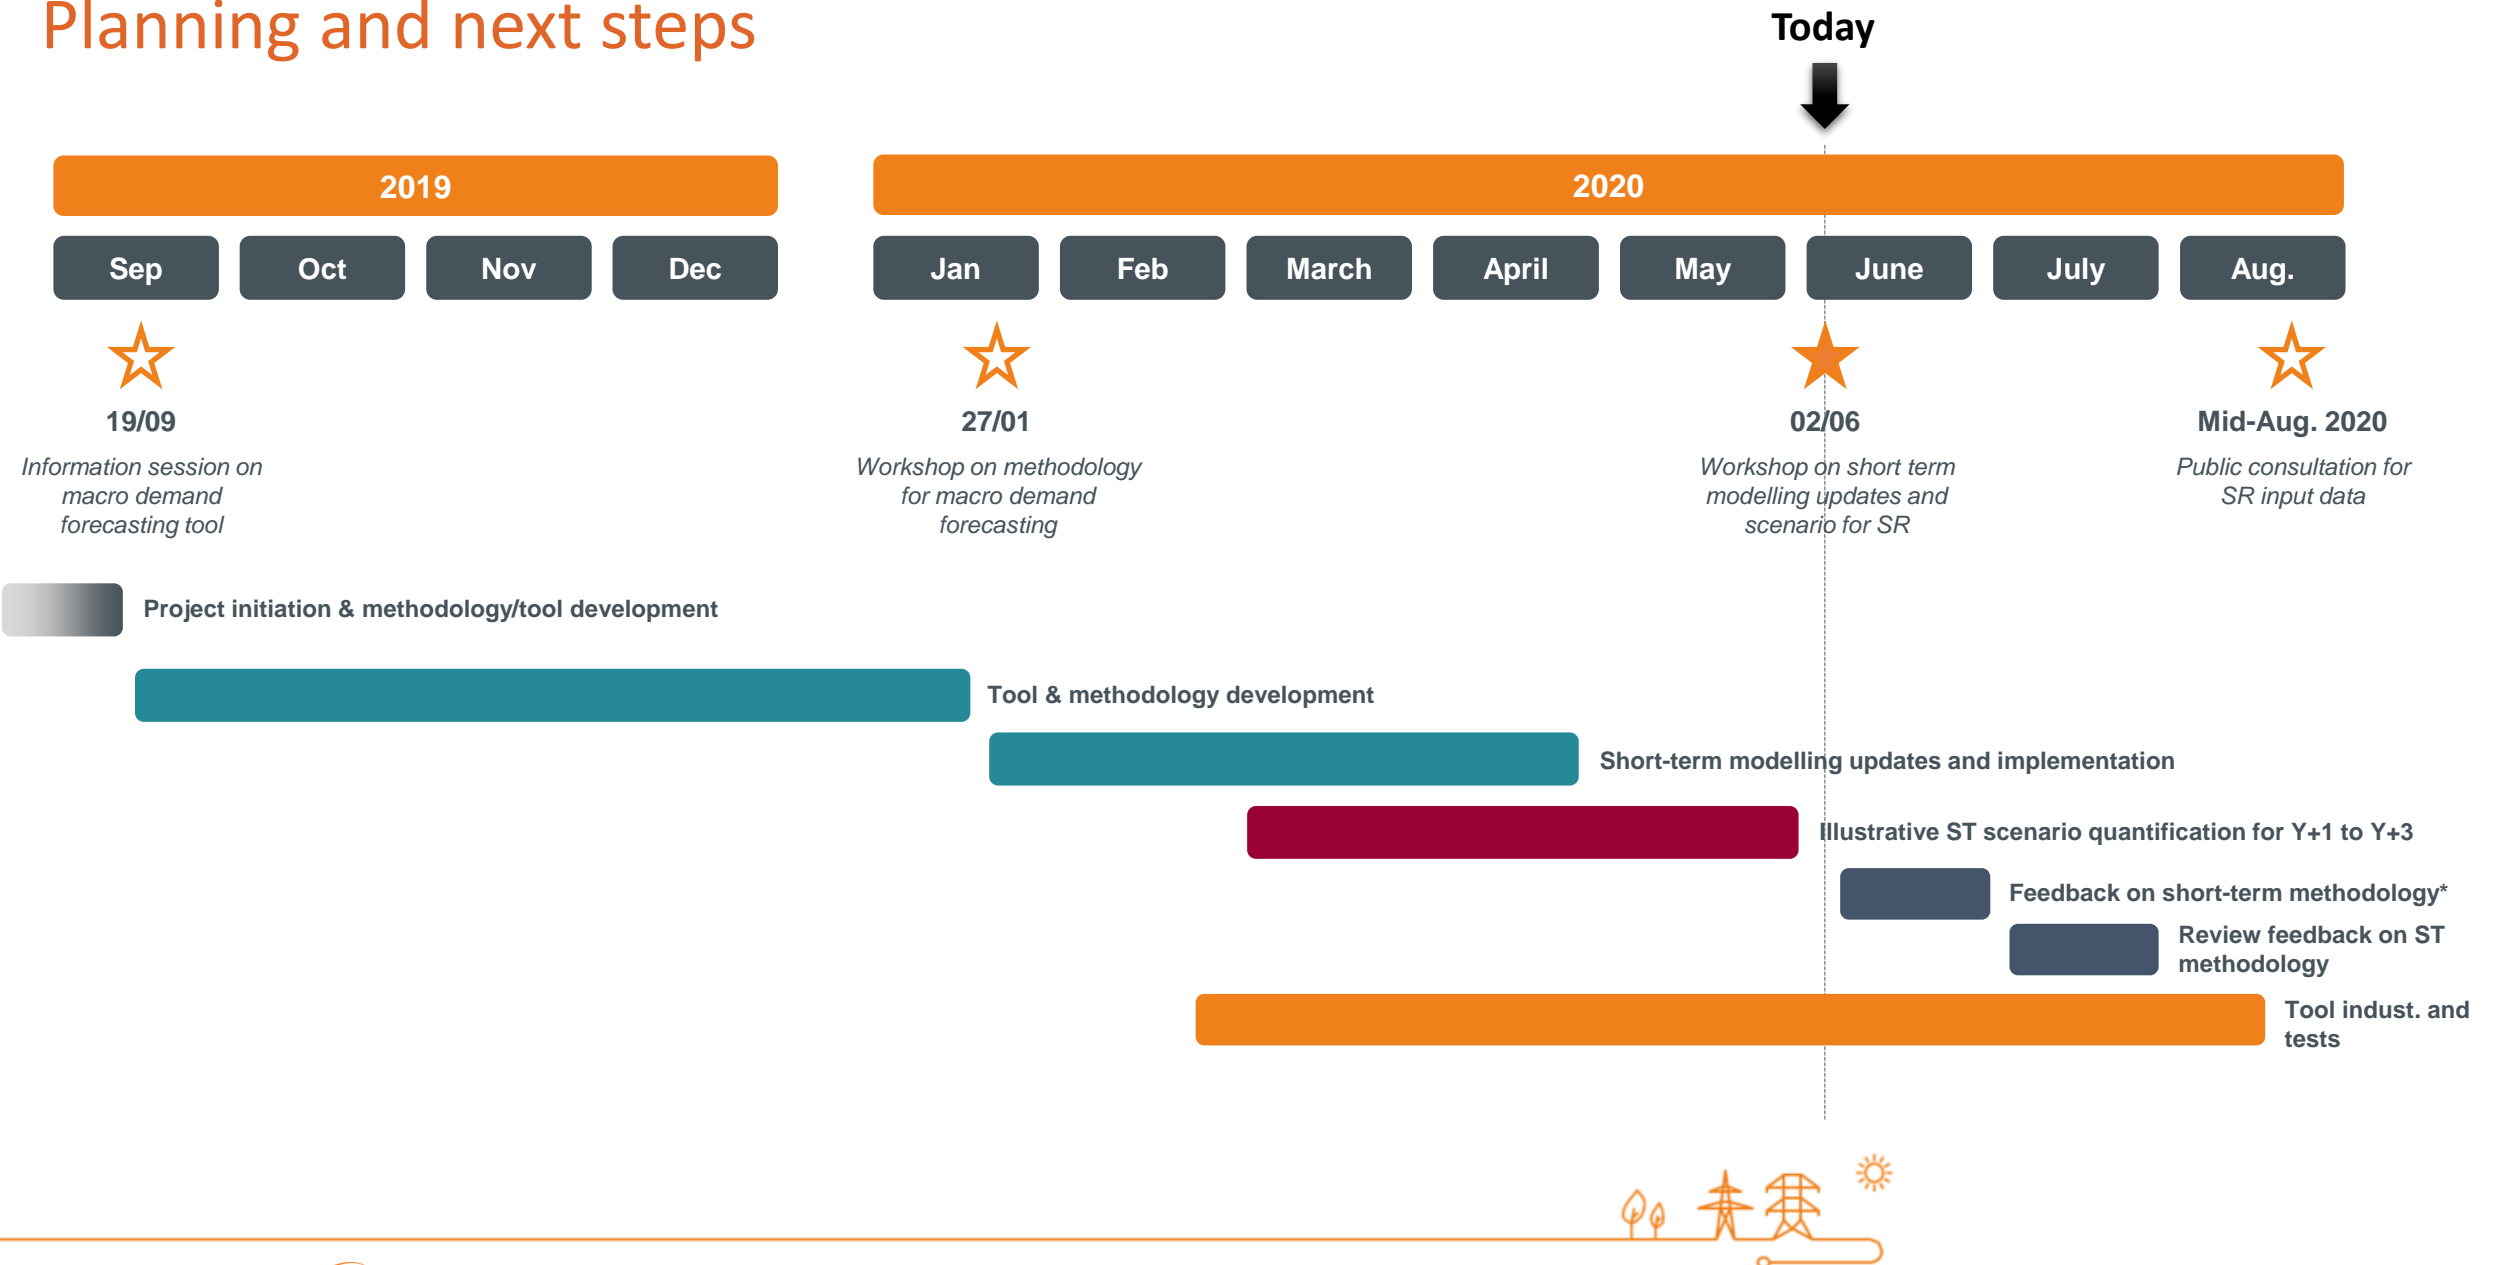 Planning and next steps
Today
2019
2020
Sep
Oct
Nov
Dec
Jan
Feb
March
April
May
June
July
Aug.
19/09
Information session on
macro demand
forecasting tool
27/01
Workshop on methodology
for macro demand
forecasting
02/06
Workshop on short term
modelling updates and
scenario for SR
Mid-Aug. 2020
Public consultation for
SR input data
Project initiation & methodology/tool development
Tool & methodology development
Short-term modelling updates and implementation
Illustrative ST scenario quantification for Y+1 to Y+3
Feedback on short-term methodology*
Review feedback on ST
methodology
Tool indust. and
tests